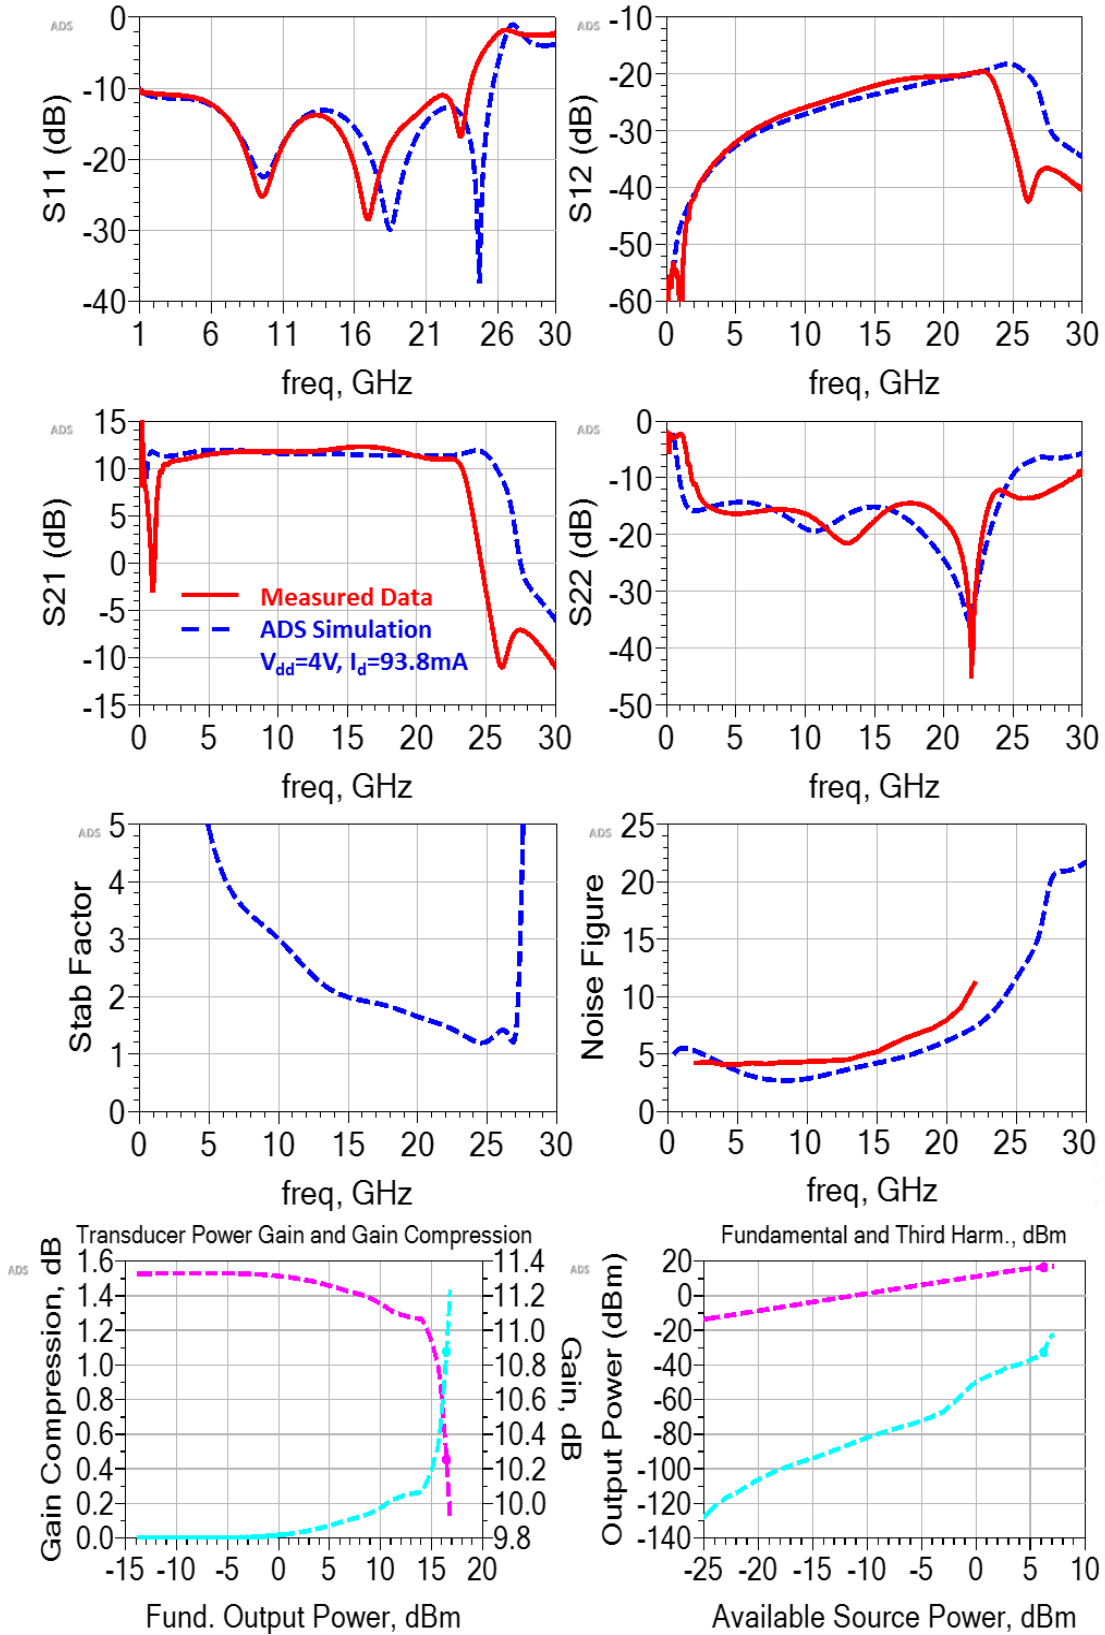 ADS
S11 (dB)
0
-10
-20
-30
-40
1 6 11 16 21 26 30
freq, GHz
ADS
S12 (dB)
-10
-20
-30
-40
-50
-60
0 5 10 15 20 25 30
freq, GHz
ADS
S21 (dB)
15
10
5
0
-5
-10
-15
Measured Data
ADS Simulation
Vdd=4V, Id=93.8mA
0 5 10 15 20 25 30
freq, GHz
ADS
S22 (dB)
0
-10
-20
-30
-40
-50
0 5 10 15 20 25 30
freq, GHz
ADS
Stab Factor
5
4
3
2
1
0
0 5 10 15 20 25 30
freq, GHz
ADS
Noise Figure
25
20
15
10
5
0
0 5 10 15 20 25 30
freq, GHz
Transducer Power Gain and Gain Compression
ADS
Gain Compression, dB
1.6
1.4
1.2
1.0
0.8
0.6
0.4
0.2
0.0
11.4
11.2
11.0
10.8
10.6
10.4
10.2
10.0
9.8
Gain, dB
-15 -10 -5 0 5 10 15 20
Fund. Output Power, dBm
Fundamental and Third Harm., dBm
ADS
Output Power (dBm)
20
0
-20
-40
-60
-80
-100
-120
-140
-25 -20 -15 -10 -5 0 5 10
Available Source Power, dBm